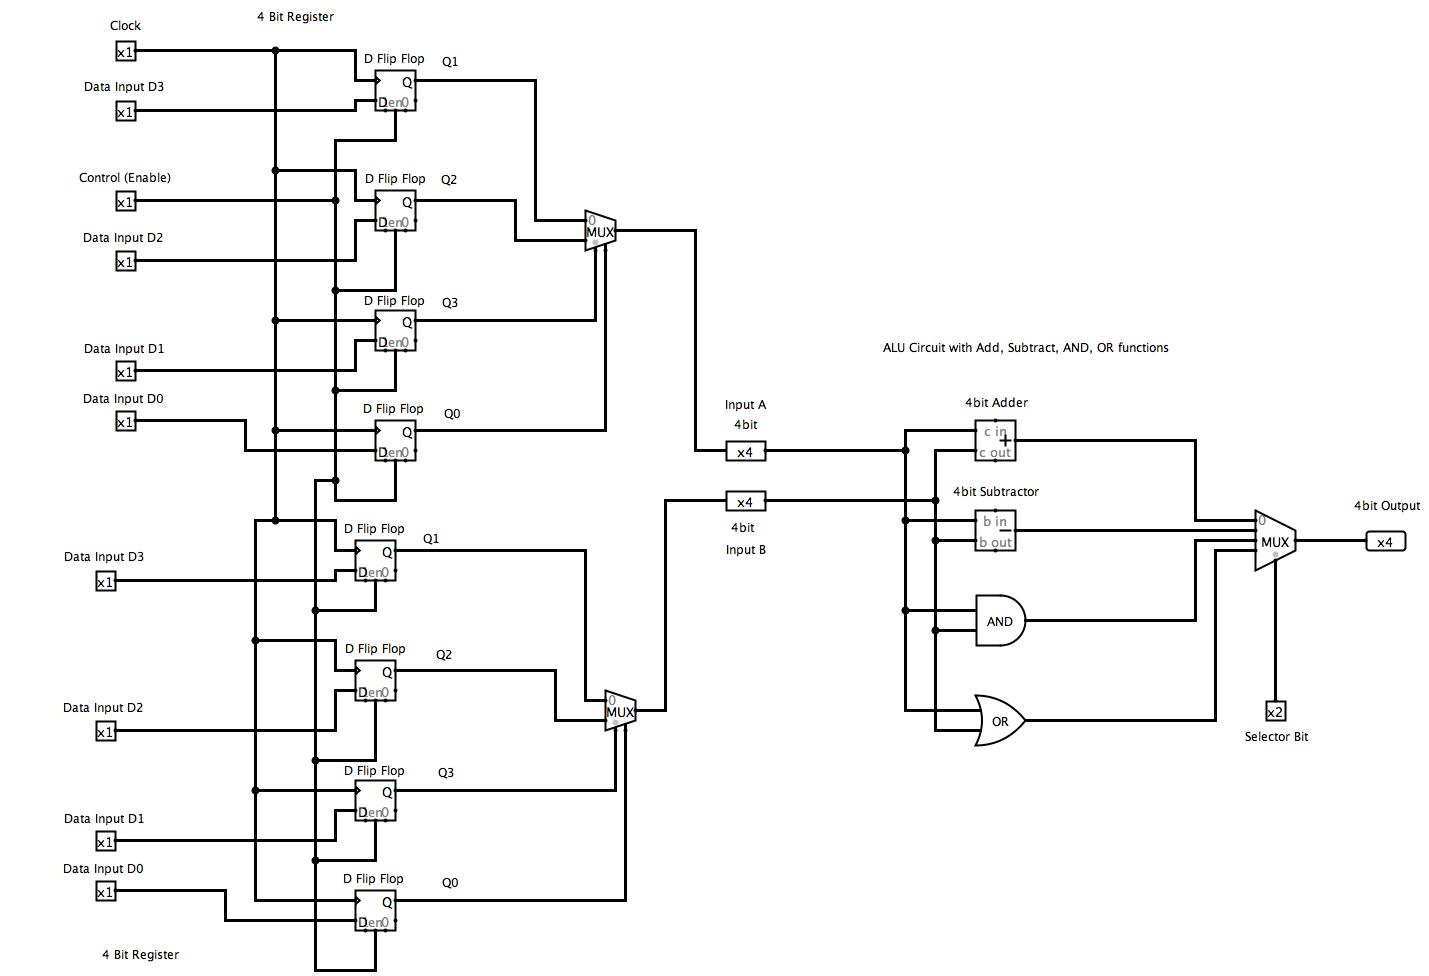 4 Bit Register
Clock
x1
D Flip Flop
Q1
Q
D
en
0
Data Input D3
x1
Control (Enable)
x1
D Flip Flop
Q2
Q
D
en
0
Data Input D2
x1
0
MUX
D Flip Flop
Q3
Q
D
en
0
Data Input D1
x1
Data Input D0
x1
D Flip Flop
Q0
Q
D
en
0
D Flip Flop
Q1
Q
D
en
0
Data Input D3
x1
D Flip Flop
Q2
Q
D
en
0
Data Input D2
x1
0
MUX
D Flip Flop
Q3
Q
D
en
0
Data Input D1
x1
Data Input D0
x1
D Flip Flop
Q0
Q
D
en
0
4 Bit Register
Input A
4bit
x4
x4
4bit
Input B
ALU Circuit with Add, Subtract, AND, OR functions
4bit Adder
c in
+
c out
4bit Subtractor
b in
−
b out
AND
OR
0
MUX
4bit Output
x4
x2
Selector Bit